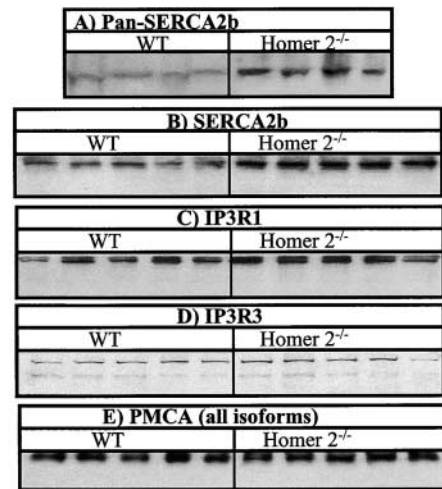 A) Pan-SERCA2b
WT Homer 2-/-
B) SERCA2b
WT Homer 2-/-
C) IP3R1
WT Homer 2-/-
D) IP3R3
WT Homer 2-/-
E) PMCA (all isoforms)
WT Homer 2-/-